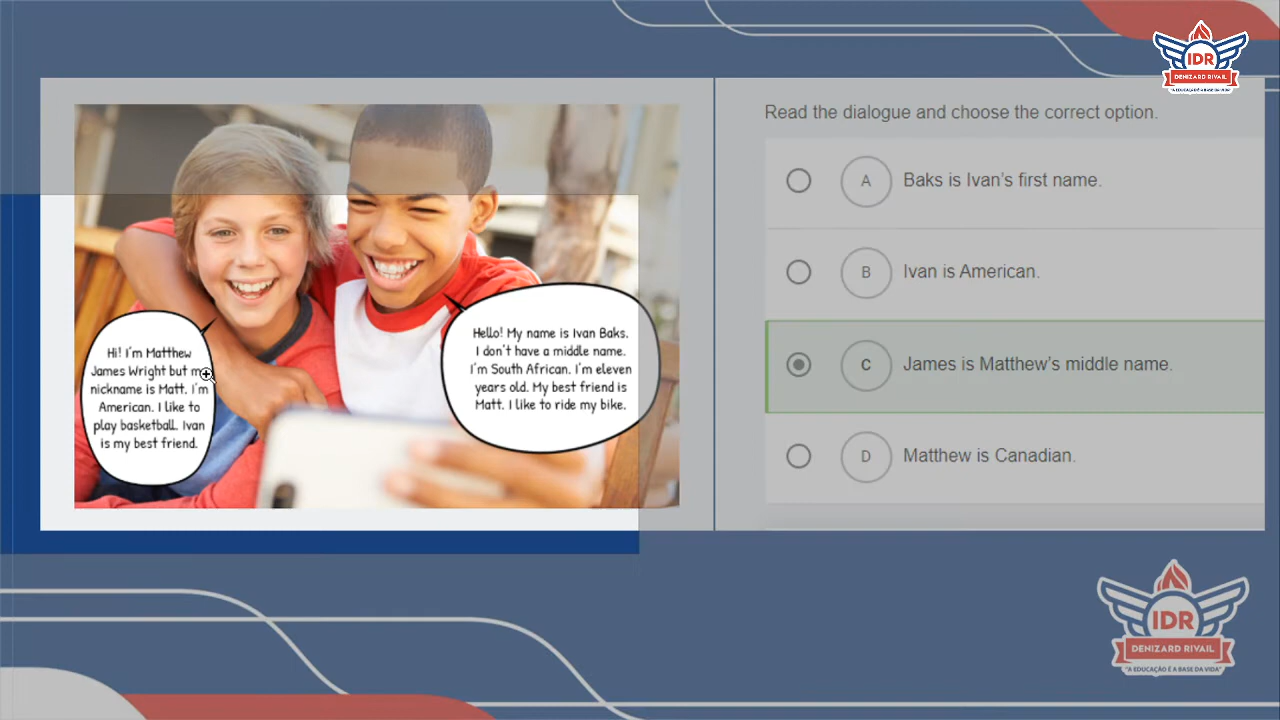 IDR
DENIZARD RIVAIL
"A EDUCAÇÃO É A BASE DA VIDA"
Hi! I'm Matthew
James Wright but my
nickname is Matt. I'm
American. I like to
play basketball. Ivan
is my best friend.
Hello! My name is Ivan Baks.
I don't have a middle name.
I'm South African. I'm eleven
years old. My best friend is
Matt. I like to ride my bike.
Read the dialogue and choose the correct option.
A Baks is Ivan's first name.
B Ivan is American.
C James is Matthew's middle name.
D Matthew is Canadian.
IDR
DENIZARD RIVAIL
"A EDUCAÇÃO É A BASE DA VIDA"